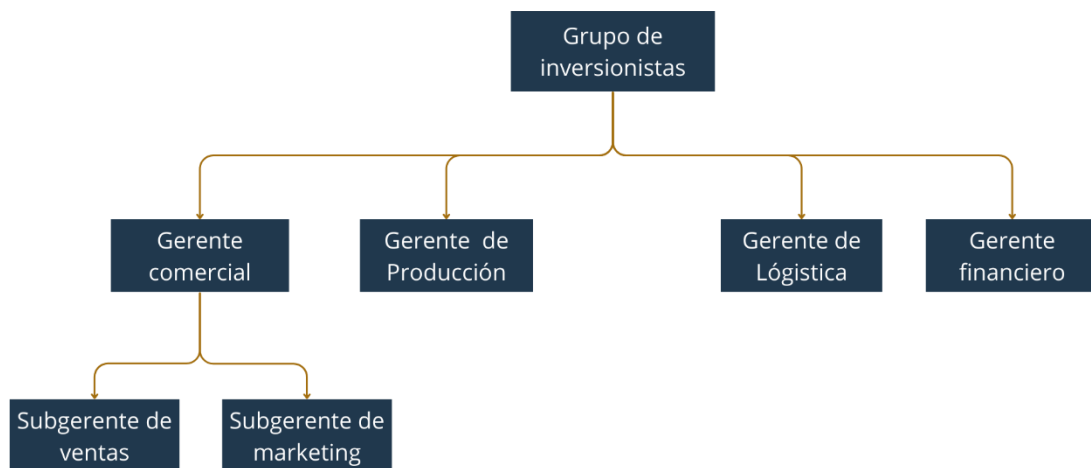 Grupo de
inversionistas
Gerente
comercial
Gerente de
Producción
Gerente de
Lógistica
Gerente
financiero
Subgerente de
ventas
Subgerente de
marketing